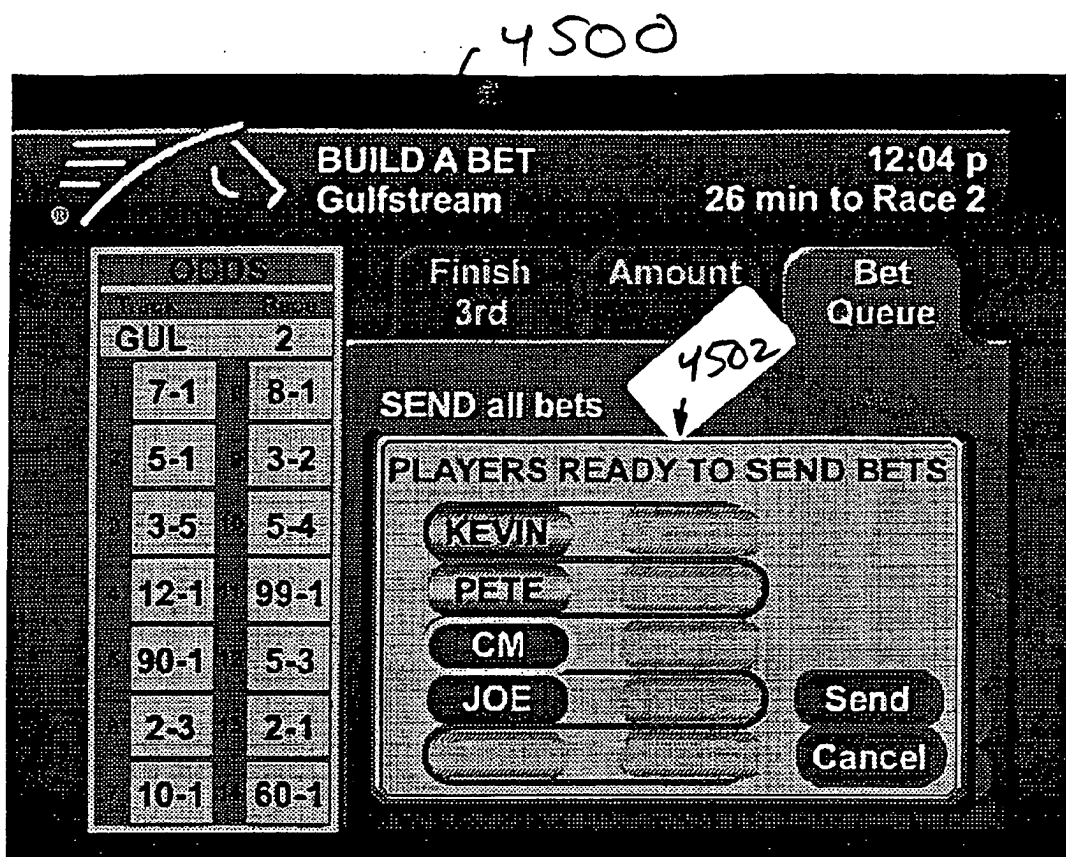 4500
BUILD A BET
Gulfstream
12:04 p
26 min to Race 2
®
ODDS
Track Race
GUL 2
7-1 8-1
5-1 3-2
3-5 5-4
12-1 99-1
90-1 5-3
2-3 2-1
10-1 60-1
Finish
3rd
Amount
Bet
Queue
4502
SEND all bets
PLAYERS READY TO SEND BETS
KEVIN
PETE
CM
JOE
Send
Cancel